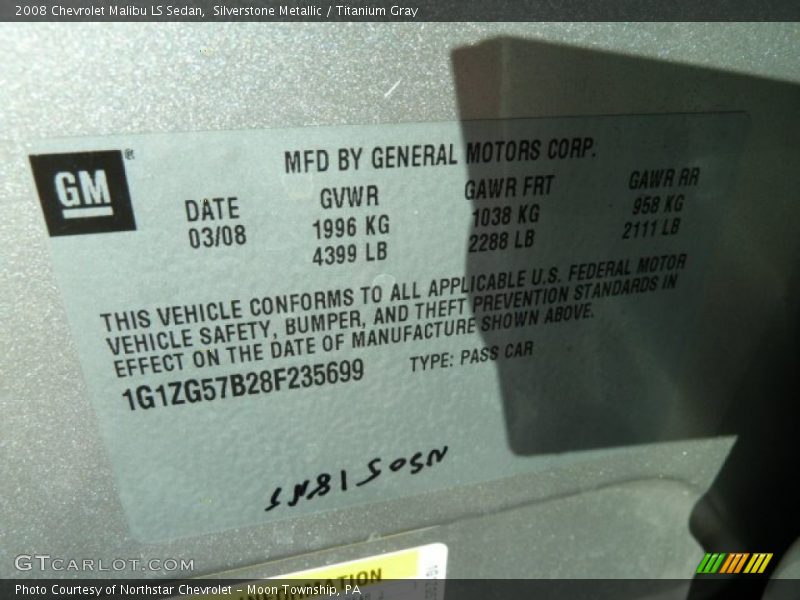 2008 Chevrolet Malibu LS Sedan,  Silverstone Metallic / Titanium Gray
GM
®
MFD BY GENERAL MOTORS CORP.
DATE GVWR GAWR FRT GAWR RR
03/08 1996 KG 1038 KG 958 KG
4399 LB 2288 LB 2111 LB
THIS VEHICLE CONFORMS TO ALL APPLICABLE U.S. FEDERAL MOTOR
VEHICLE SAFETY, BUMPER, AND THEFT PREVENTION STANDARDS IN
EFFECT ON THE DATE OF MANUFACTURE SHOWN ABOVE.
1G1ZG57B28F235699 TYPE: PASS CAR
INFORMATION
GTCARLOT.COM
Photo Courtesy of Northstar Chevrolet - Moon Township, PA